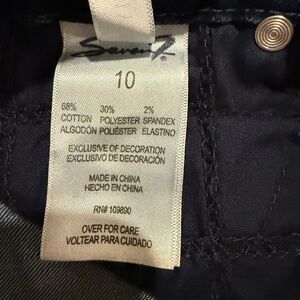 Seven7
10
68% 30% 2%
COTTON POLYESTER SPANDEX
ALGODÓN POLIÉSTER ELASTINO
EXCLUSIVE OF DECORATION
EXCLUSIVO DE DECORACIÓN
MADE IN CHINA
HECHO EN CHINA
RN# 109890
OVER FOR CARE
VOLTEAR PARA CUIDADO